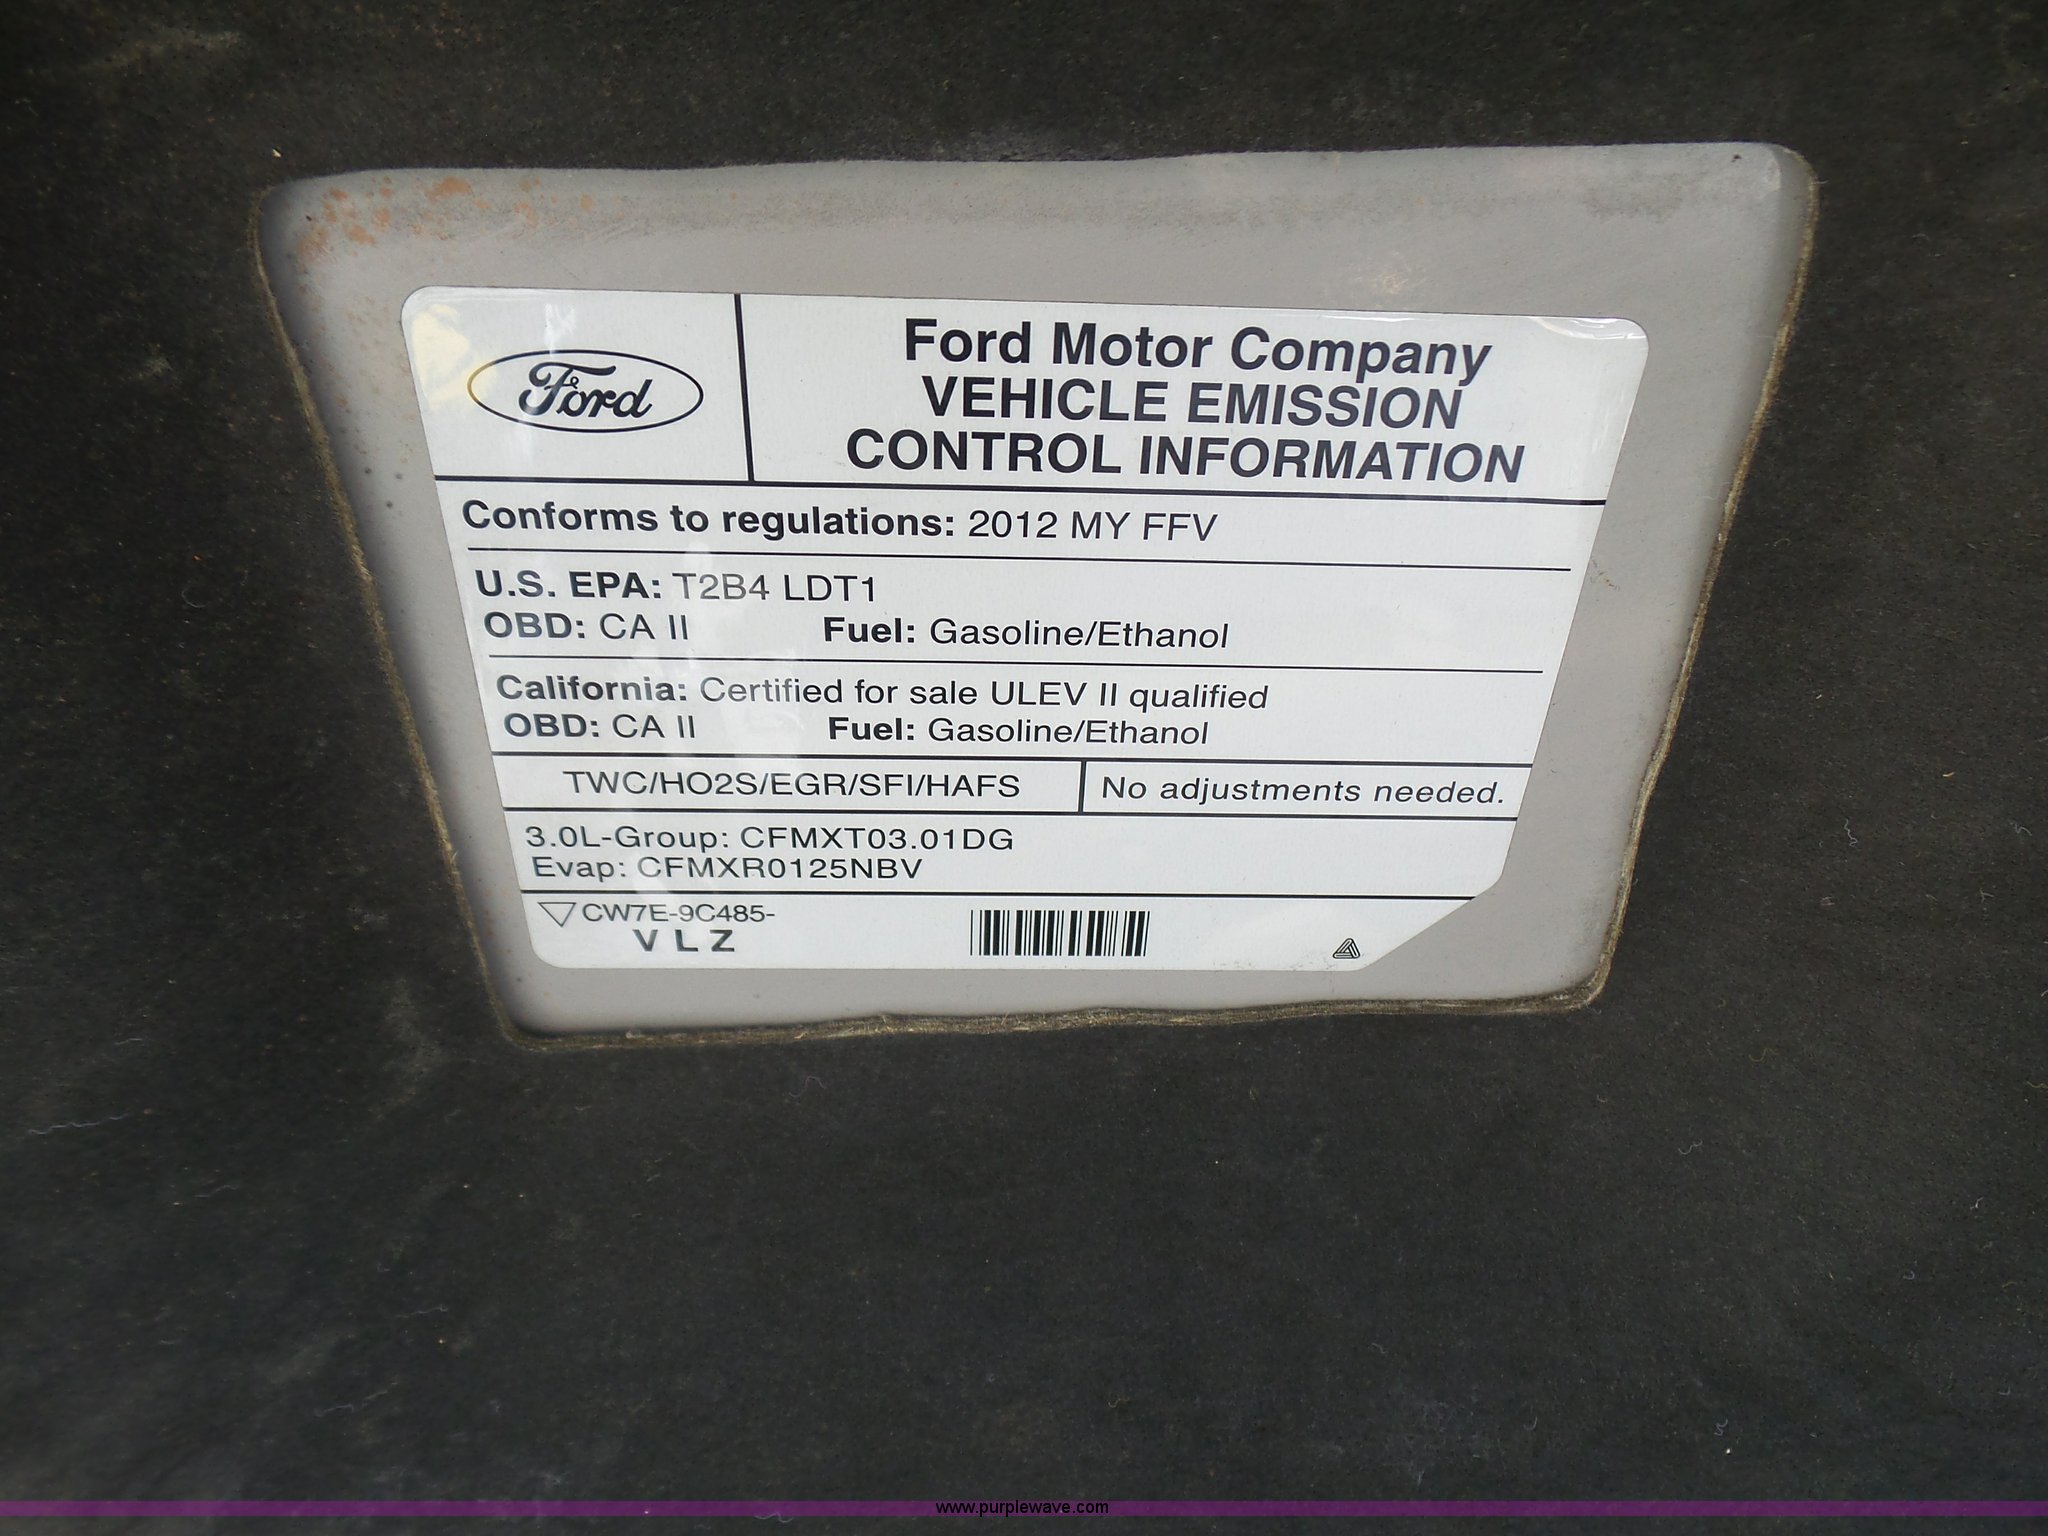 Ford
Ford Motor Company
VEHICLE EMISSION
CONTROL INFORMATION
Conforms to regulations: 2012 MY FFV
U.S. EPA: T2B4 LDT1
OBD: CA II Fuel: Gasoline/Ethanol
California: Certified for sale ULEV II qualified
OBD: CA II Fuel: Gasoline/Ethanol
TWC/HO2S/EGR/SFI/HAFS No adjustments needed.
3.0L-Group: CFMXT03.01DG
Evap: CFMXR0125NBV
CW7E-9C485-
V L Z
www.purplewave.com